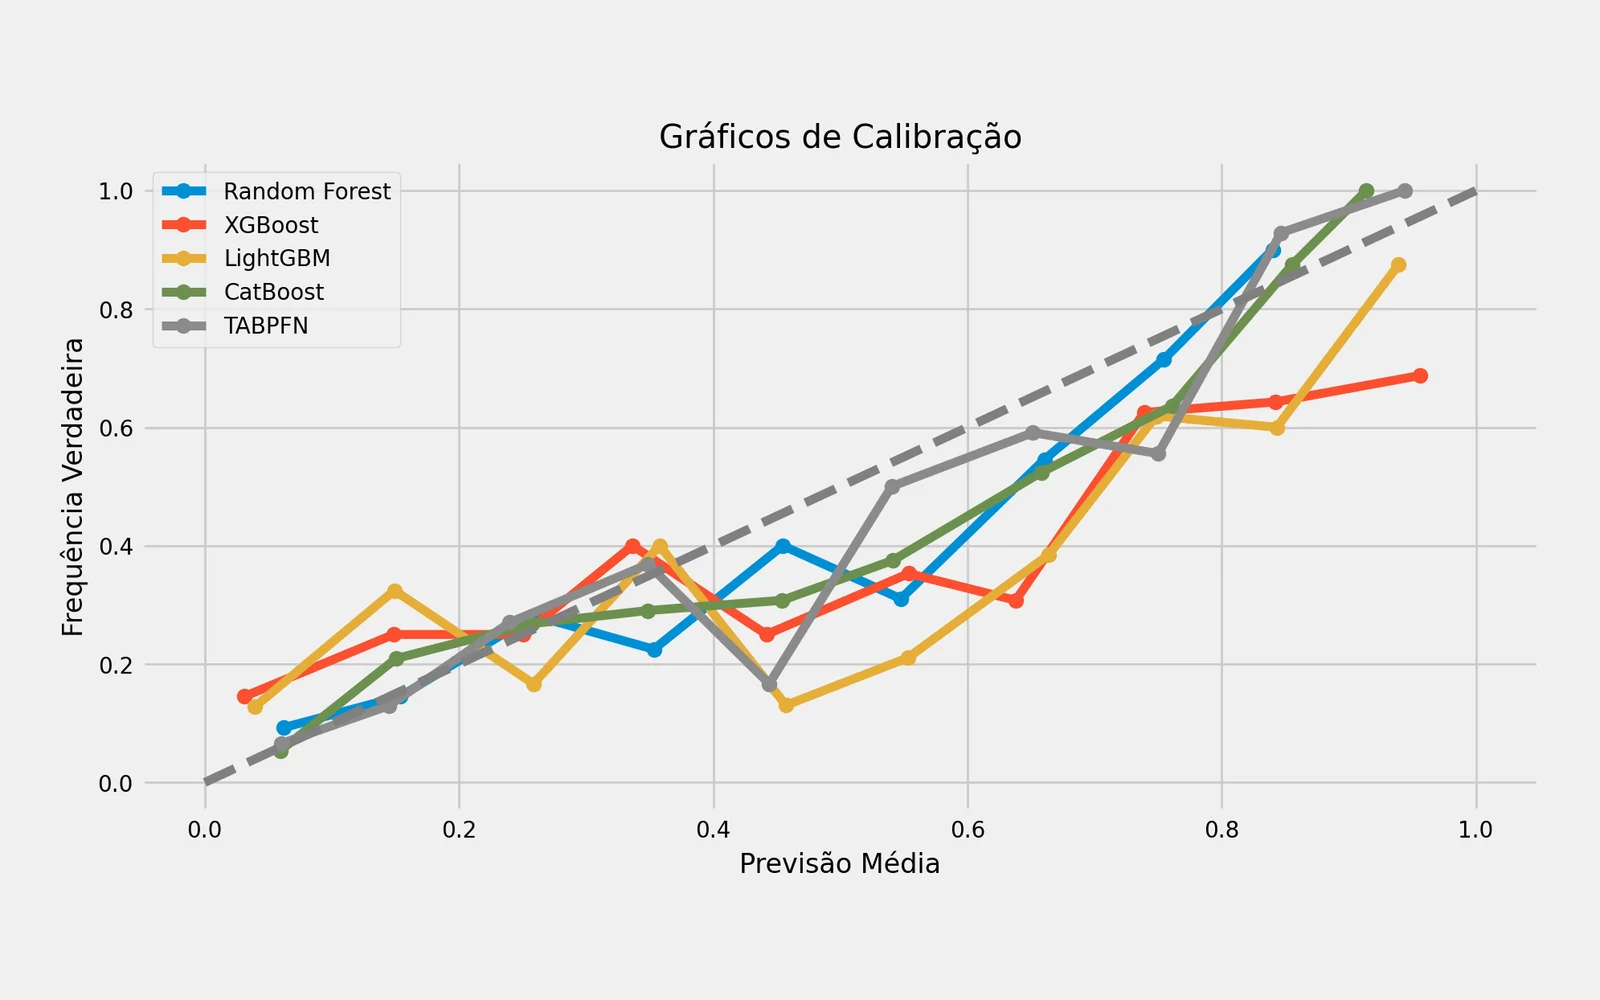 Gráficos de Calibração
Random Forest
XGBoost
LightGBM
CatBoost
TABPFN
1.0
0.8
0.6
0.4
0.2
0.0
Frequência Verdadeira
0.0 0.2 0.4 0.6 0.8 1.0
Previsão Média